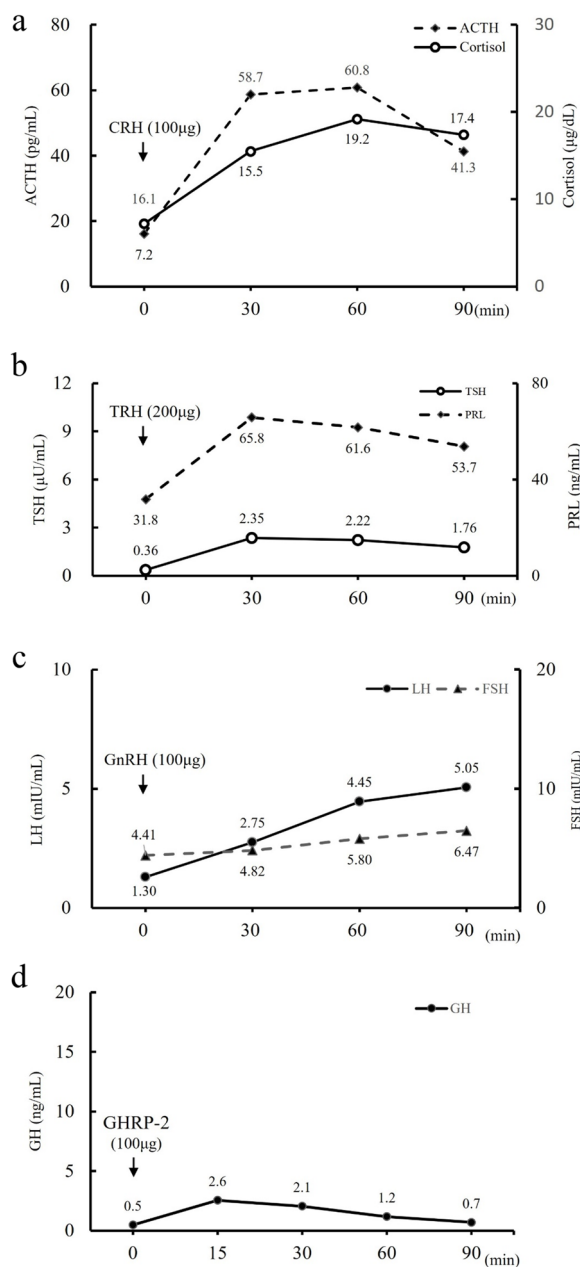 a
80
60
40
20
0
ACTH (pg/mL)
30
20
10
0
Cortisol (μg/dL)
ACTH
Cortisol
CRH (100μg)
58.7
60.8
17.4
16.1
15.5
19.2
41.3
7.2
0
30
60
90
(min)
b
12
9
6
3
0
TSH (μU/mL)
80
40
0
PRL (ng/mL)
TSH
PRL
TRH (200μg)
65.8
61.6
53.7
31.8
2.35
2.22
1.76
0.36
0
30
60
90
(min)
c
10
5
0
LH (mIU/mL)
20
10
0
FSH (mIU/mL)
LH
FSH
GnRH (100μg)
4.45
5.05
4.41
2.75
1.30
4.82
5.80
6.47
0
30
60
90
(min)
d
20
15
10
5
0
GH (ng/mL)
GH
GHRP-2
(100μg)
0.5
2.6
2.1
1.2
0.7
0
15
30
60
90
(min)